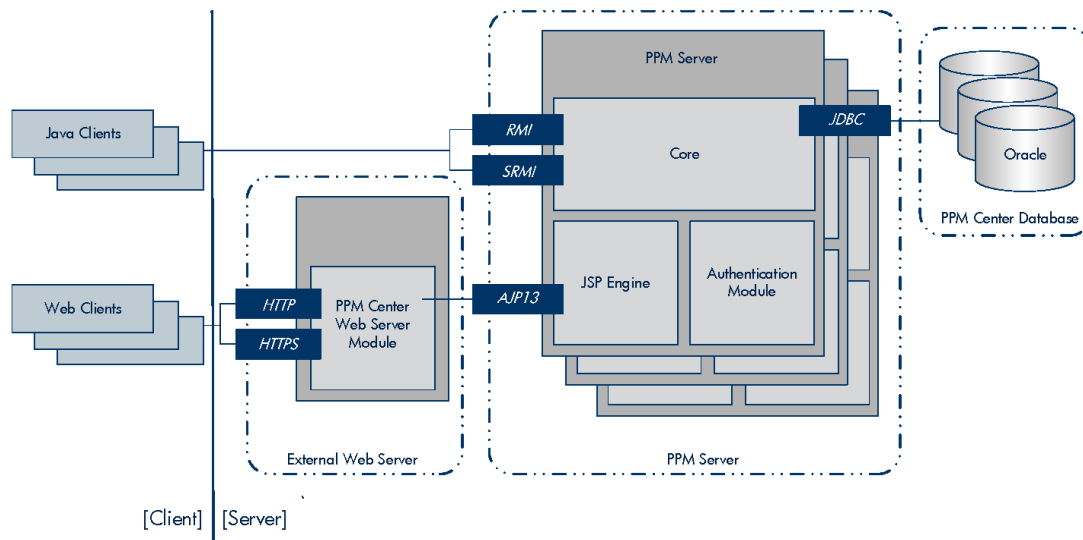 PPM Server
Java Clients
RMI
SRMI
Core
JDBC
Oracle
PPM Center Database
Web Clients
HTTP
HTTPS
PPM Center
Web Server
Module
AJP13
JSP Engine
Authentication
Module
External Web Server
PPM Server
[Client]
[Server]